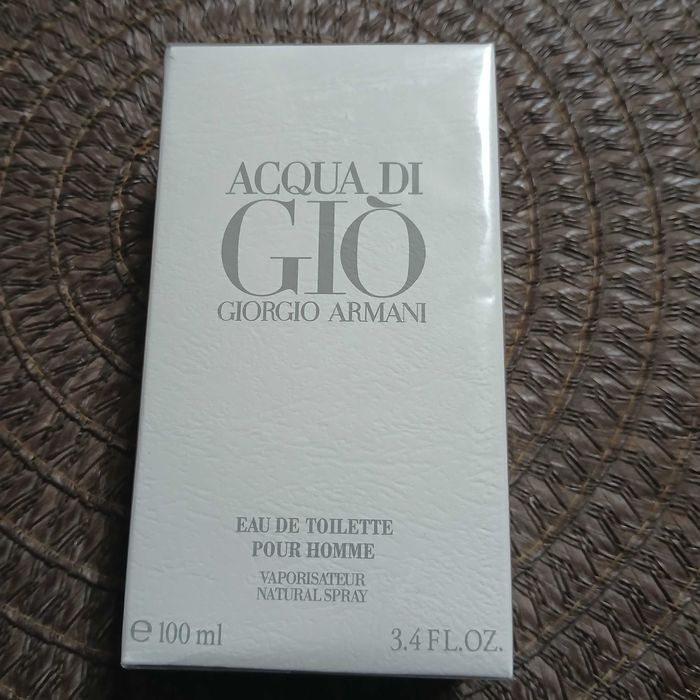 ACQUA DI
GIÒ
GIORGIO ARMANI
EAU DE TOILETTE
POUR HOMME
VAPORISATEUR
NATURAL SPRAY
℮ 100 ml 3.4 FL.OZ.